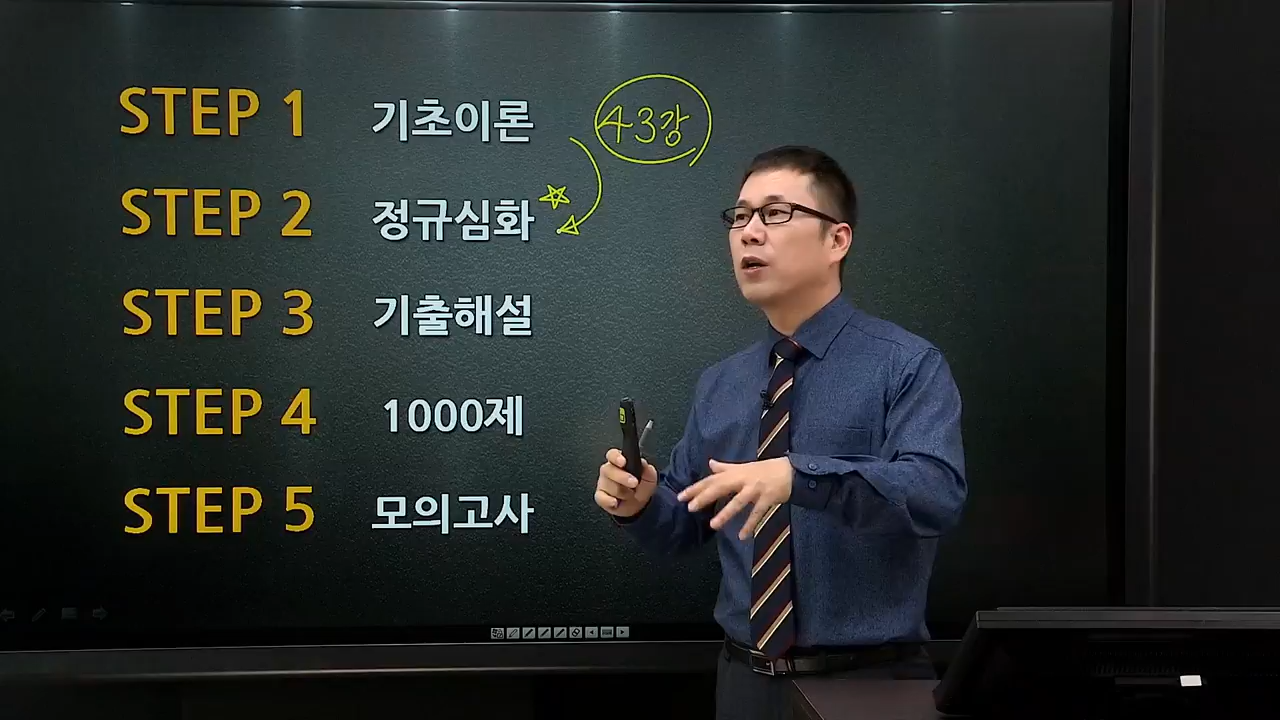 STEP 1 기초이론 43강
STEP 2 정규심화
STEP 3 기출해설
STEP 4 1000제
STEP 5 모의고사